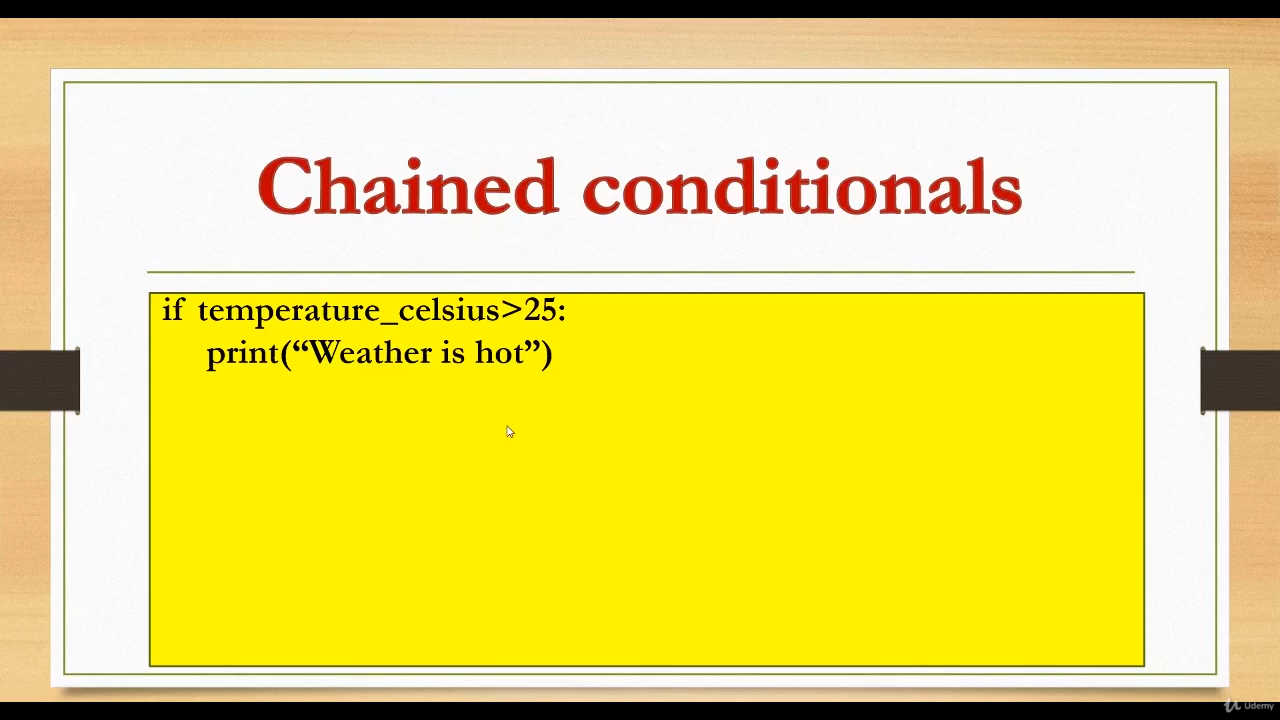 Chained conditionals
if temperature_celsius>25:
print(“Weather is hot”)
Udemy